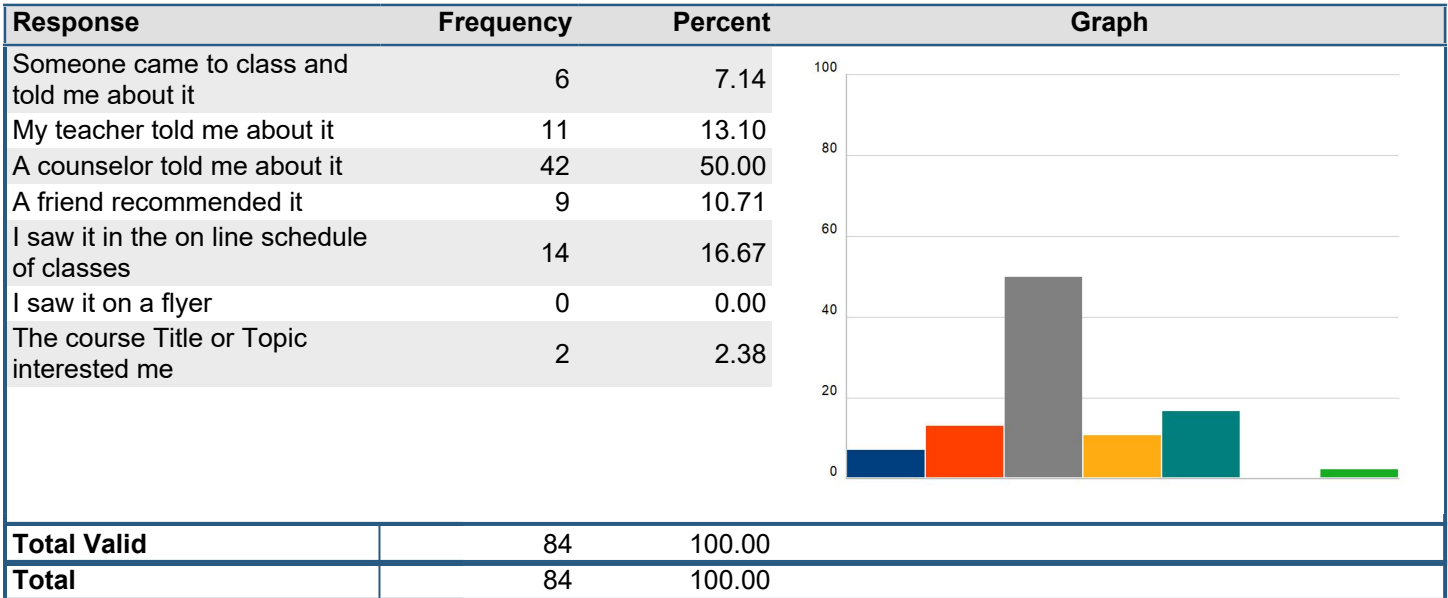 Response Frequency Percent Graph
Someone came to class and
told me about it 6 7.14
My teacher told me about it 11 13.10
A counselor told me about it 42 50.00
A friend recommended it 9 10.71
I saw it in the on line schedule
of classes 14 16.67
I saw it on a flyer 0 0.00
The course Title or Topic
interested me 2 2.38
100
80
60
40
20
0
Total Valid 84 100.00
Total 84 100.00